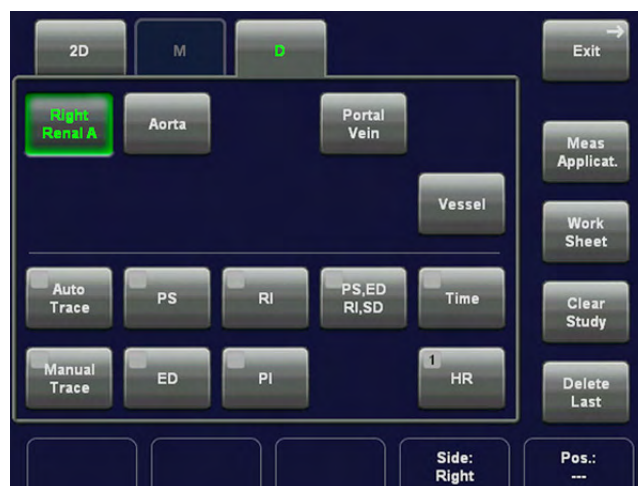 2D
M
D
Exit
Right
Renal A
Aorta
Portal
Vein
Meas
Applicat.
Vessel
Work
Sheet
Auto
Trace
PS
RI
PS,ED
RI,SD
Time
Clear
Study
Manual
Trace
ED
PI
1
HR
Delete
Last
Side:
Right
Pos.:
---